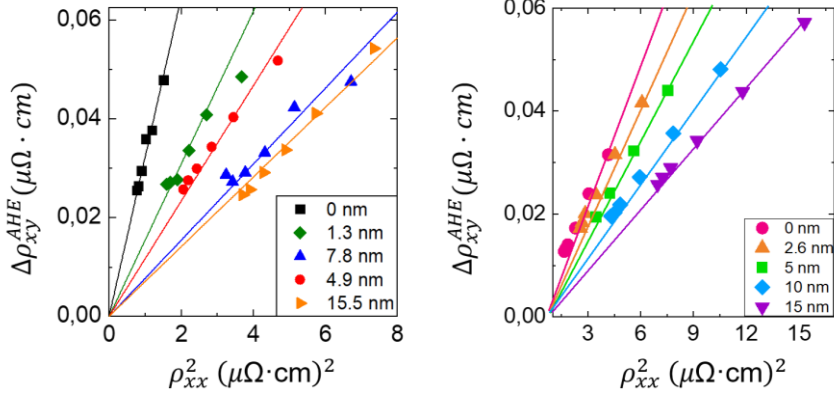 Δρ_xy^AHE (μΩ · cm)
0,06
0,04
0,02
0,00
0 nm
1.3 nm
7.8 nm
4.9 nm
15.5 nm
0
2
4
6
8
ρ_xx^2 (μΩ·cm)^2
Δρ_xy^AHE (μΩ · cm)
0,06
0,04
0,02
0,00
0 nm
2.6 nm
5 nm
10 nm
15 nm
3
6
9
12
15
ρ_xx^2 (μΩ·cm)^2